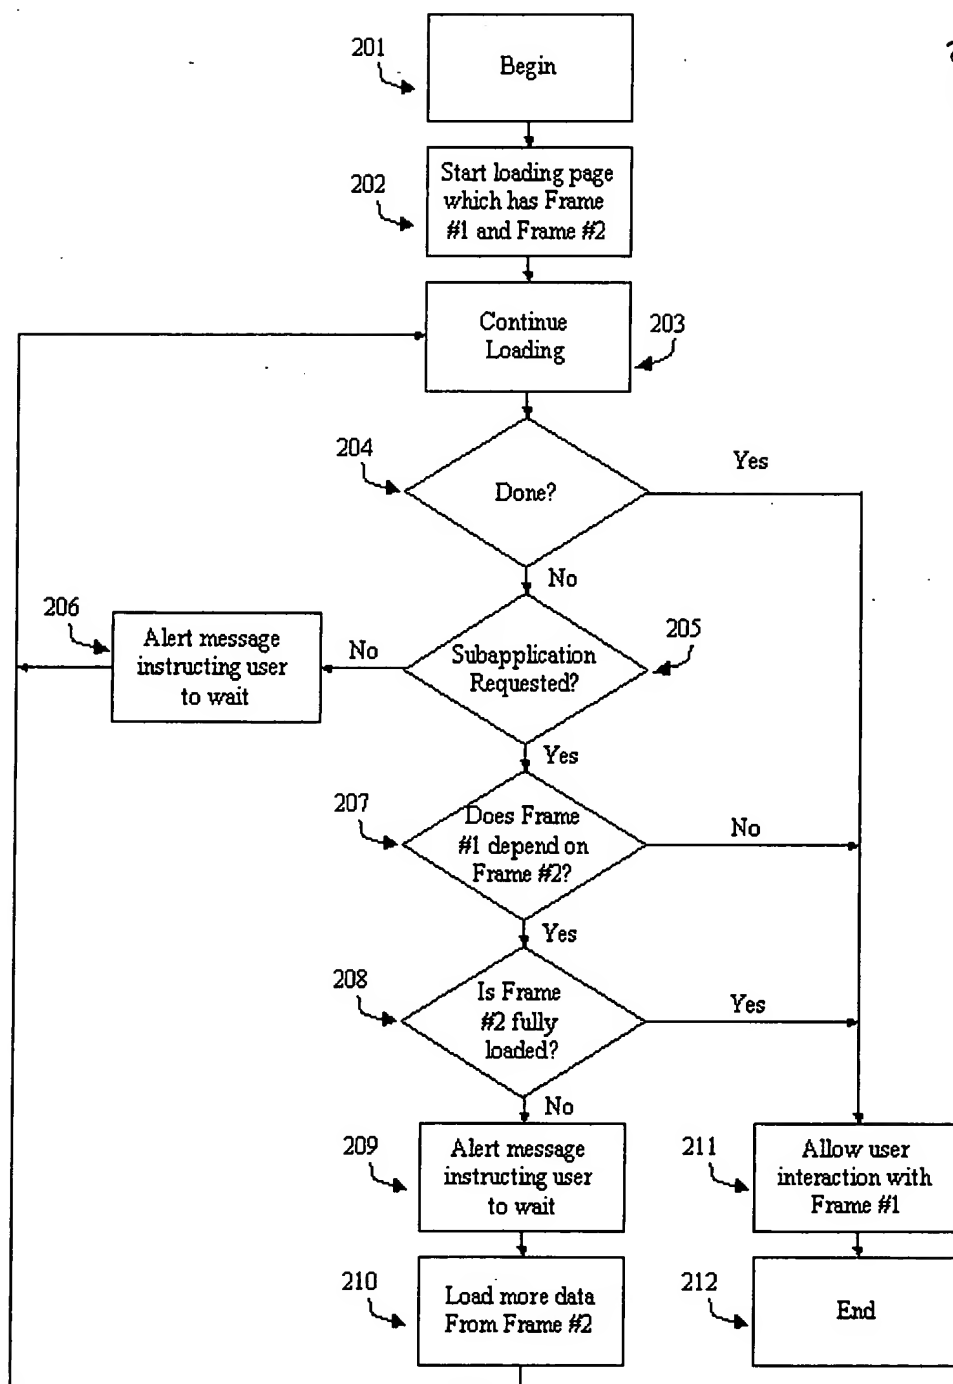 201
Begin
202
Start loading page
which has Frame
#1 and Frame #2
Continue
Loading
203
204
Done?
Yes
No
206
Alert message
instructing user
to wait
No
Subapplication
Requested?
205
Yes
207
Does Frame
#1 depend on
Frame #2?
No
Yes
208
Is Frame
#2 fully
loaded?
Yes
No
209
Alert message
instructing user
to wait
211
Allow user
interaction with
Frame #1
210
Load more data
From Frame #2
212
End